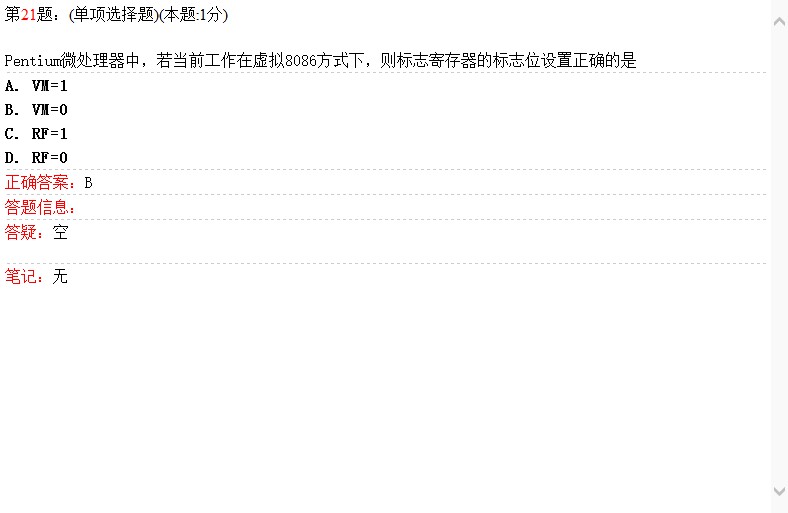 第21题：(单项选择题)(本题:1分)
Pentium微处理器中，若当前工作在虚拟8086方式下，则标志寄存器的标志位设置正确的是
A. VM=1
B. VM=0
C. RF=1
D. RF=0
正确答案：B
答题信息：
答疑：空
笔记：无